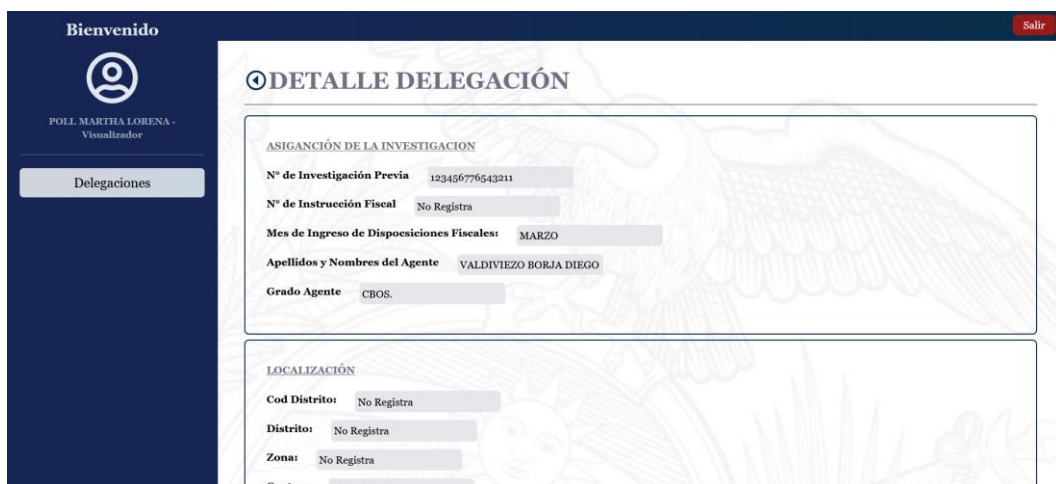 Bienvenido
Salir
POLI. MARTHA LORENA -
Visualizador
Delegaciones
DETALLE DELEGACIÓN
ASIGANCIÓN DE LA INVESTIGACION
N° de Investigación Previa 123456776543211
N° de Instrucción Fiscal No Registra
Mes de Ingreso de Dispocsiciones Fiscales: MARZO
Apellidos y Nombres del Agente VALDIVIEZO BORJA DIEGO
Grado Agente CBOS.
LOCALIZACIÓN
Cod Distrito: No Registra
Distrito: No Registra
Zona: No Registra